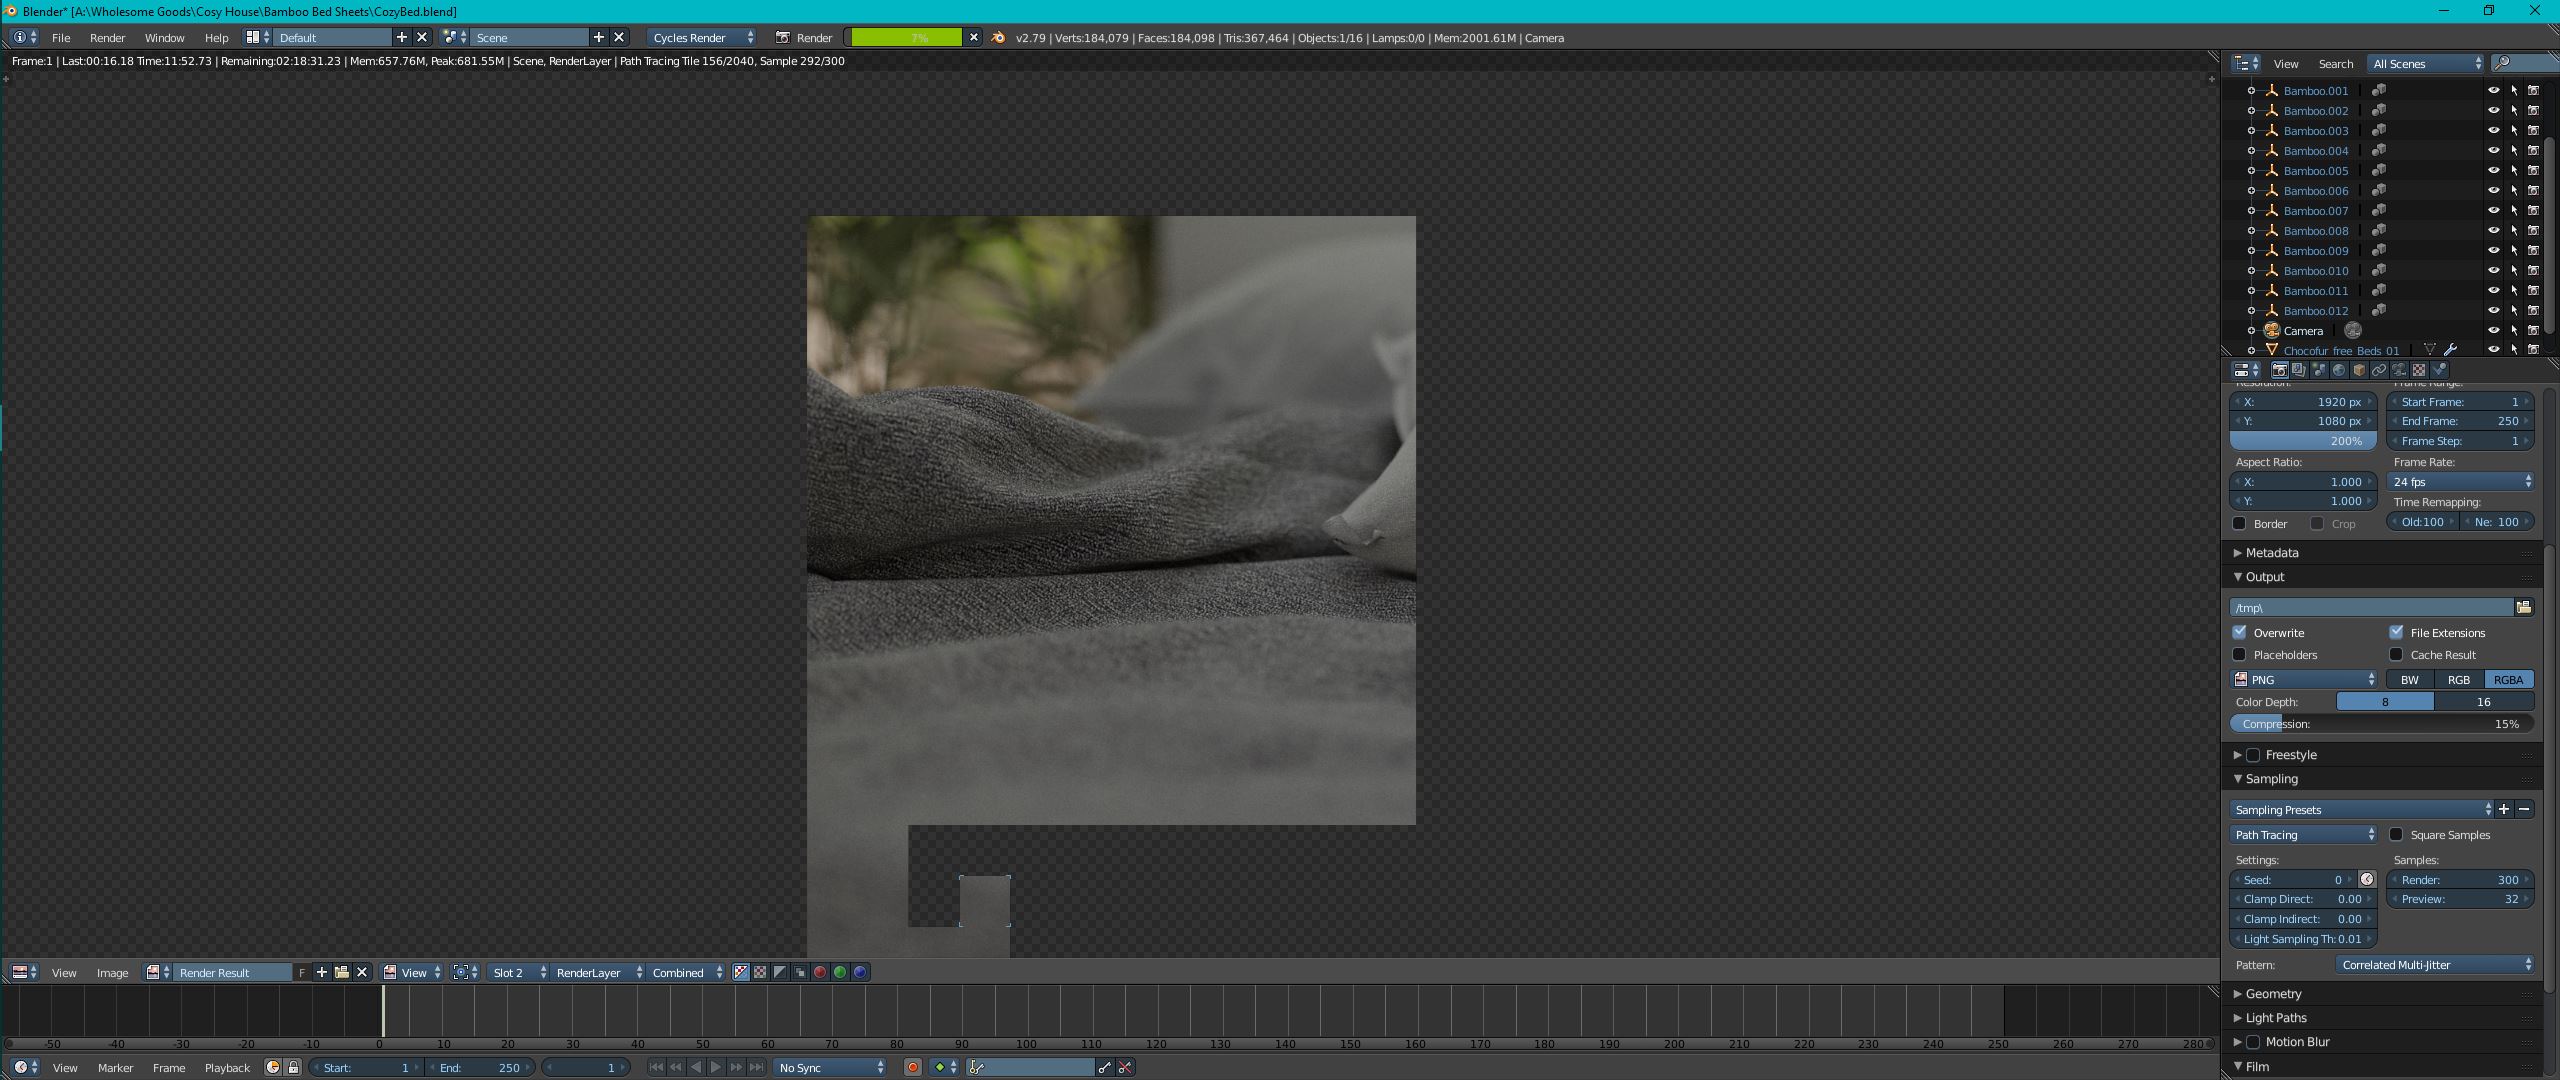 Blender* [A:\Wholesome Goods\Cosy House\Bamboo Bed Sheets\CozyBed.blend]
File Render Window Help Default Scene Cycles Render Render 7% v2.79 | Verts:184,079 | Faces:184,098 | Tris:367,464 | Objects:1/16 | Lamps:0/0 | Mem:2001.61M | Camera
Frame:1 | Last:00:16.18 Time:11:52.73 | Remaining:02:18:31.23 | Mem:657.76M, Peak:681.55M | Scene, RenderLayer | Path Tracing Tile 156/2040, Sample 292/300
View Search All Scenes
Bamboo.001
Bamboo.002
Bamboo.003
Bamboo.004
Bamboo.005
Bamboo.006
Bamboo.007
Bamboo.008
Bamboo.009
Bamboo.010
Bamboo.011
Bamboo.012
Camera
Chocofur free Beds 01
Resolution: Frame Range:
X: 1920 px Start Frame: 1
Y: 1080 px End Frame: 250
200% Frame Step: 1
Aspect Ratio: Frame Rate:
X: 1.000 24 fps
Y: 1.000 Time Remapping:
Border Crop Old:100 Ne: 100
Metadata
Output
/tmp\
Overwrite File Extensions
Placeholders Cache Result
PNG BW RGB RGBA
Color Depth: 8 16
Compression: 15%
Freestyle
Sampling
Sampling Presets
Path Tracing Square Samples
Settings: Samples:
Seed: 0 Render: 300
Clamp Direct: 0.00 Preview: 32
Clamp Indirect: 0.00
Light Sampling Th: 0.01
Pattern: Correlated Multi-Jitter
Geometry
Light Paths
Motion Blur
Film
View Image Render Result F View Slot 2 RenderLayer Combined
-50 -40 -30 -20 -10 0 10 20 30 40 50 60 70 80 90 100 110 120 130 140 150 160 170 180 190 200 210 220 230 240 250 260 270 280
View Marker Frame Playback Start: 1 End: 250 1 No Sync